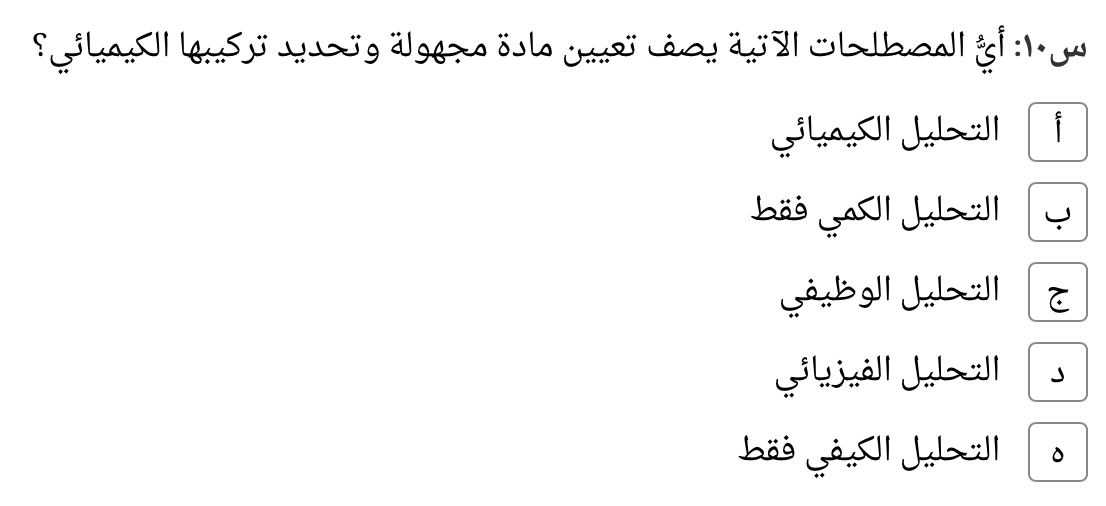 س١٠: أيُّ المصطلحات الآتية يصف تعيين مادة مجهولة وتحديد تركيبها الكيميائي؟
أ التحليل الكيميائي
ب التحليل الكمي فقط
ج التحليل الوظيفي
د التحليل الفيزيائي
ه التحليل الكيفي فقط